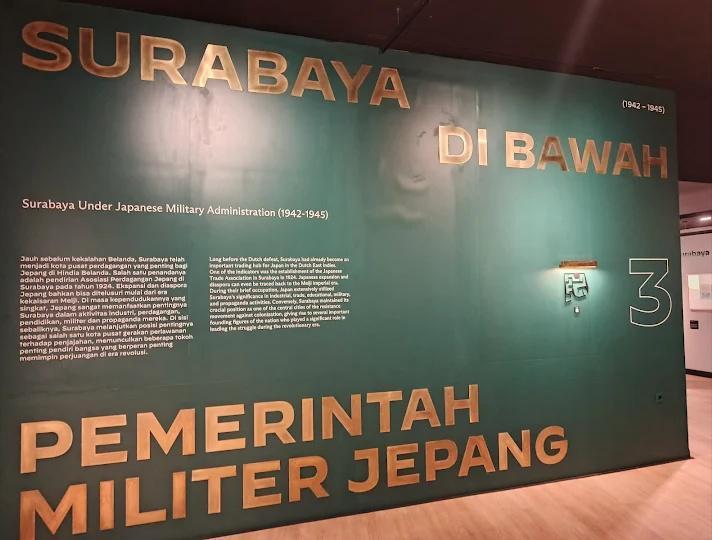 SURABAYA
(1942 – 1945)
DI BAWAH
Surabaya Under Japanese Military Administration (1942-1945)
Jauh sebelum kekalahan Belanda, Surabaya telah
menjadi kota pusat perdagangan yang penting bagi
Jepang di Hindia Belanda. Salah satu penandanya
adalah pendirian Asosiasi Perdagangan Jepang di
Surabaya pada tahun 1924. Ekspansi dan diaspora
Jepang bahkan bisa ditelusuri mulai dari era
kekaisaran Meiji. Di masa kependudukannya yang
singkat, Jepang sangat memanfaatkan pentingnya
Surabaya dalam aktivitas industri, perdagangan,
pendidikan, militer dan propaganda mereka. Di sisi
sebaliknya, Surabaya melanjutkan posisi pentingnya
sebagai salah satu kota pusat gerakan perlawanan
terhadap penjajahan, memunculkan beberapa tokoh
penting pendiri bangsa yang berperan penting
memimpin perjuangan di era revolusi.
Long before the Dutch defeat, Surabaya had already become an
important trading hub for Japan in the Dutch East Indies.
One of the indicators was the establishment of the Japanese
Trade Association in Surabaya in 1924. Japanese expansion and
diaspora can even be traced back to the Meiji imperial era.
During their brief occupation, Japan extensively utilised
Surabaya's significance in industrial, trade, educational, military,
and propaganda activities. Conversely, Surabaya maintained its
crucial position as one of the central cities of the resistance
movement against colonisation, giving rise to several important
founding figures of the nation who played a significant role in
leading the struggle during the revolutionary era.
3
PEMERINTAH
MILITER JEPANG